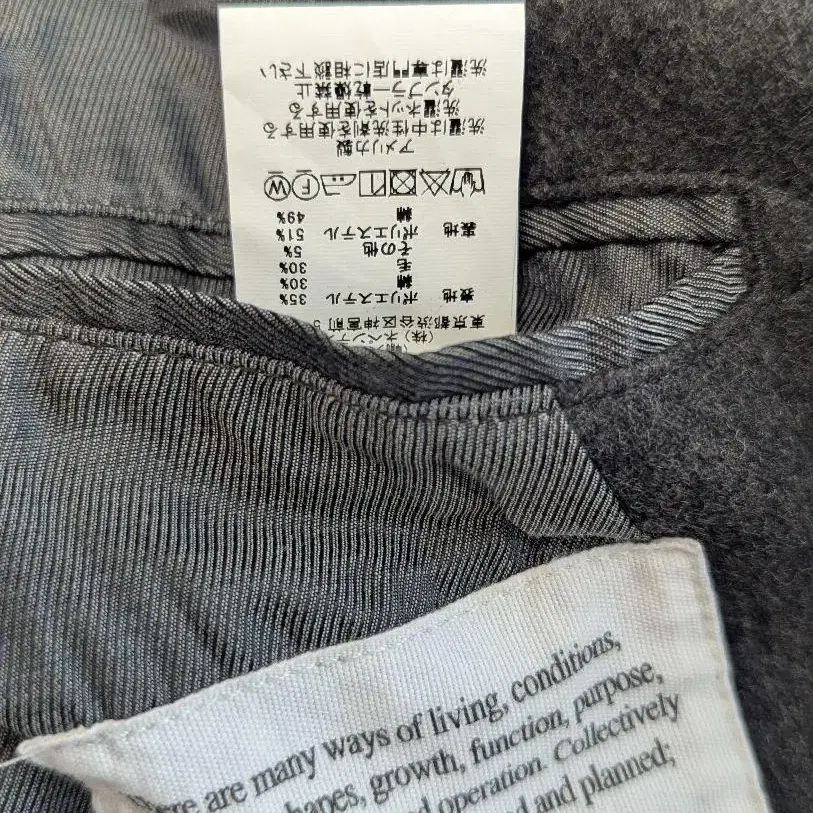 (株)ネペンテ
東京都渋谷区神宮前
表地 ポリエステル 35%
綿 30%
毛 30%
その他 5%
裏地 ポリエステル 51%
綿 49%
F W
アメリカ製
洗濯は中性洗剤を使用する
洗濯ネットを使用する
タンブラー乾燥禁止
洗濯は専門店に相談下さい
are many ways of living, conditions,
growth, function, purpose,
operation. Collectively
and planned;